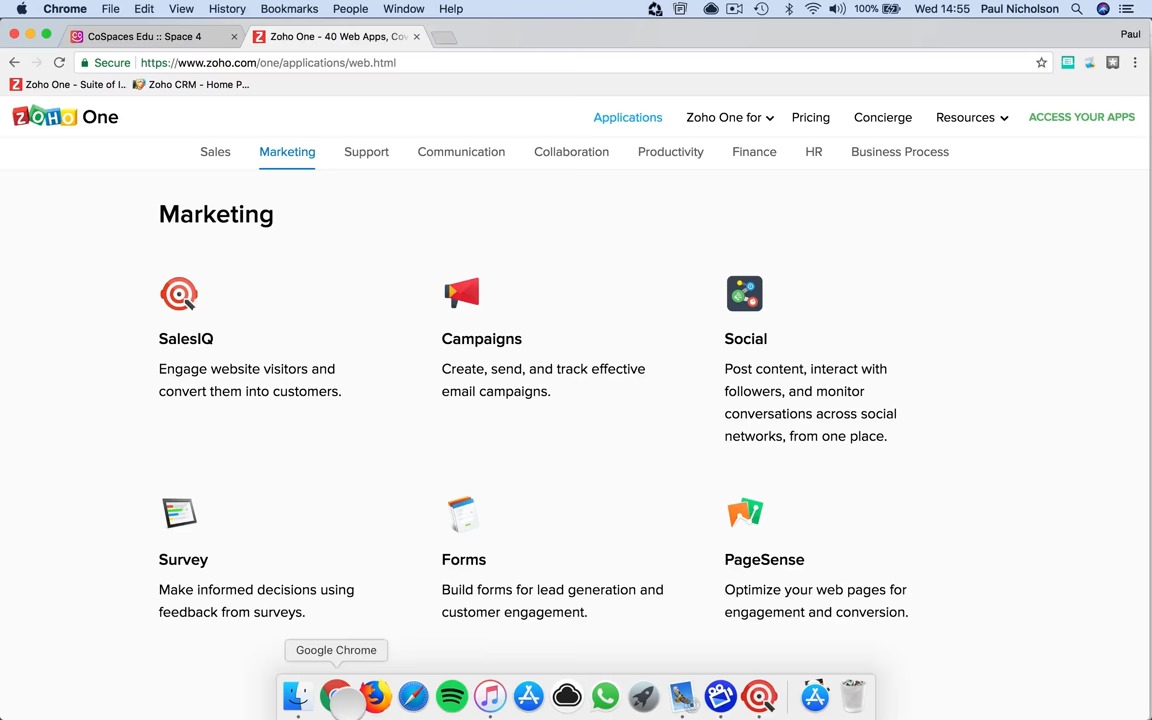 Chrome File Edit View History Bookmarks People Window Help 100% Wed 14:55 Paul Nicholson
CoSpaces Edu :: Space 4 Zoho One - 40 Web Apps, Cov Paul
Secure https://www.zoho.com/one/applications/web.html
Zoho One - Suite of I... Zoho CRM - Home P...
ZOHO One Applications Zoho One for Pricing Concierge Resources ACCESS YOUR APPS
Sales Marketing Support Communication Collaboration Productivity Finance HR Business Process
Marketing
SalesIQ
Engage website visitors and
convert them into customers.
Campaigns
Create, send, and track effective
email campaigns.
Social
Post content, interact with
followers, and monitor
conversations across social
networks, from one place.
Survey
Make informed decisions using
feedback from surveys.
Forms
Build forms for lead generation and
customer engagement.
PageSense
Optimize your web pages for
engagement and conversion.
Google Chrome